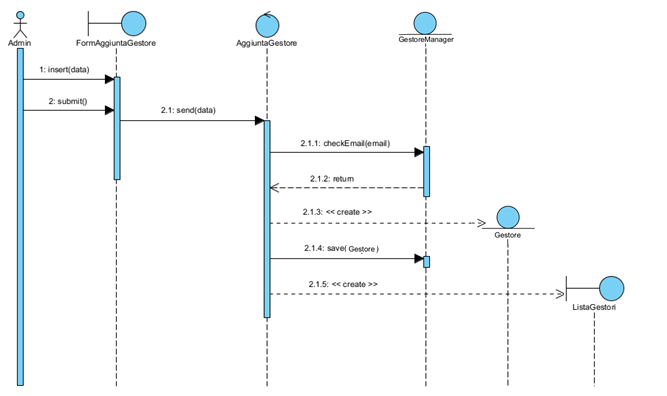 Admin
FormAggiuntaGestore
AggiuntaGestore
GestoreManager
1: insert(data)
2: submit()
2.1: send(data)
2.1.1: checkEmail(email)
2.1.2: return
2.1.3: << create >>
Gestore
2.1.4: save( Gestore )
2.1.5: << create >>
ListaGestori